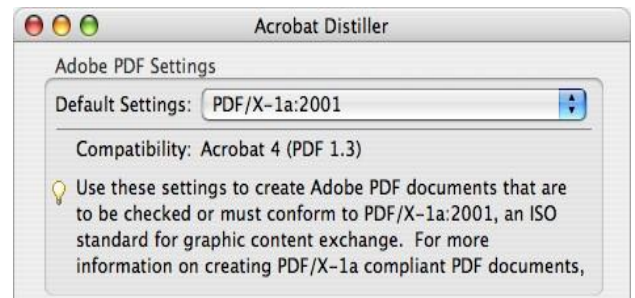 Acrobat Distiller
Adobe PDF Settings
Default Settings: PDF/X-1a:2001
Compatibility: Acrobat 4 (PDF 1.3)
Use these settings to create Adobe PDF documents that are
to be checked or must conform to PDF/X-1a:2001, an ISO
standard for graphic content exchange.  For more
information on creating PDF/X-1a compliant PDF documents,